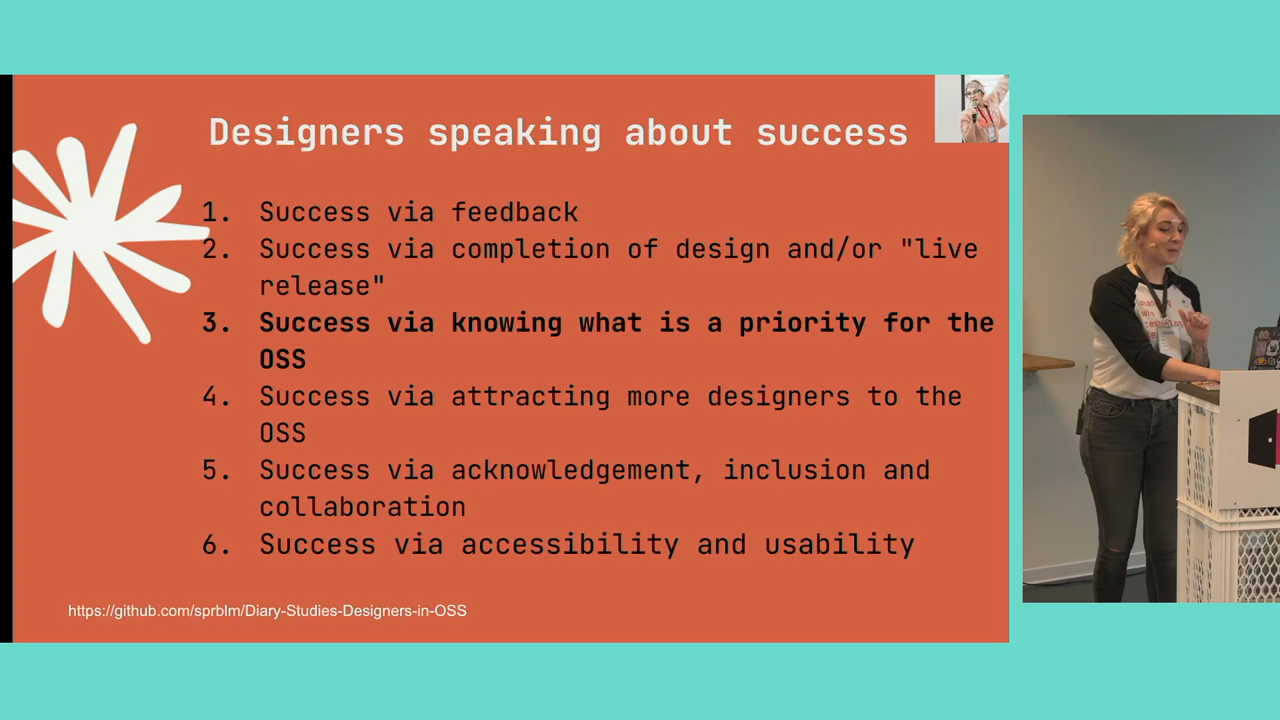 Designers speaking about success
1. Success via feedback
2. Success via completion of design and/or "live
release"
3. Success via knowing what is a priority for the
OSS
4. Success via attracting more designers to the
OSS
5. Success via acknowledgement, inclusion and
collaboration
6. Success via accessibility and usability
https://github.com/sprblm/Diary-Studies-Designers-in-OSS